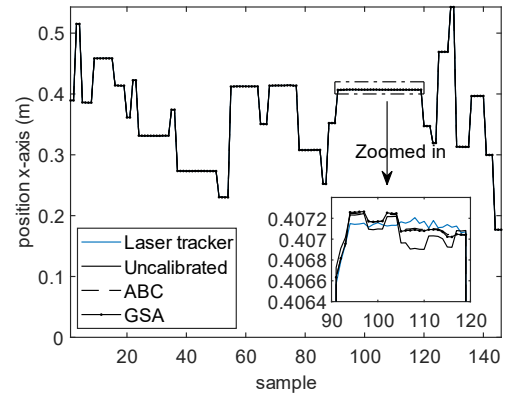 0.5
0.4
0.3
0.2
0.1
0
position x-axis (m)
Zoomed in
Laser tracker
Uncalibrated
ABC
GSA
0.4072
0.407
0.4066
0.4064
90 100 110 120
20 40 60 80 100 120 140
sample